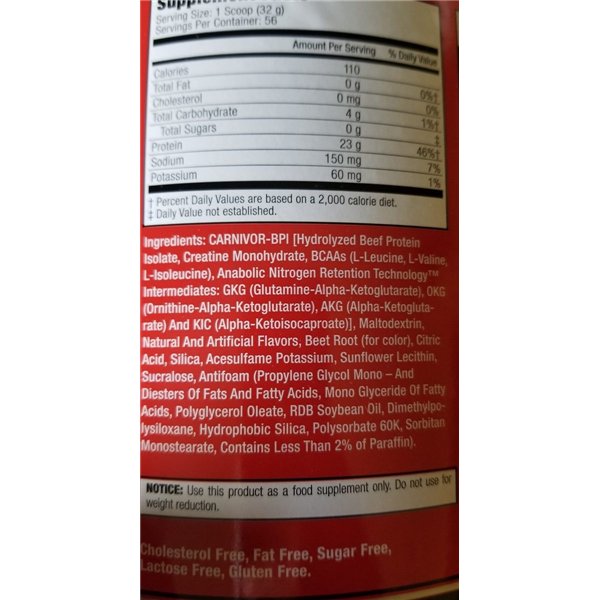 Serving Size: 1 Scoop (32 g)
Servings Per Container: 56
Amount Per Serving % Daily Value
Calories 110
Total Fat 0 g 0%†
Cholesterol 0 mg 0%
Total Carbohydrate 4 g 1%†
Total Sugars 0 g ‡
Protein 23 g 46%†
Sodium 150 mg 7%
Potassium 60 mg 1%
† Percent Daily Values are based on a 2,000 calorie diet.
‡ Daily Value not established.
Ingredients: CARNIVOR-BPI [Hydrolyzed Beef Protein
Isolate, Creatine Monohydrate, BCAAs (L-Leucine, L-Valine,
L-Isoleucine), Anabolic Nitrogen Retention Technology™
Intermediates: GKG (Glutamine-Alpha-Ketoglutarate), OKG
(Ornithine-Alpha-Ketoglutarate), AKG (Alpha-Ketogluta-
rate) And KIC (Alpha-Ketoisocaproate)], Maltodextrin,
Natural And Artificial Flavors, Beet Root (for color), Citric
Acid, Silica, Acesulfame Potassium, Sunflower Lecithin,
Sucralose, Antifoam (Propylene Glycol Mono – And
Diesters Of Fats And Fatty Acids, Mono Glyceride Of Fatty
Acids, Polyglycerol Oleate, RDB Soybean Oil, Dimethylpo-
lysiloxane, Hydrophobic Silica, Polysorbate 60K, Sorbitan
Monostearate, Contains Less Than 2% of Paraffin).
NOTICE: Use this product as a food supplement only. Do not use for
weight reduction.
Cholesterol Free, Fat Free, Sugar Free,
Lactose Free, Gluten Free.